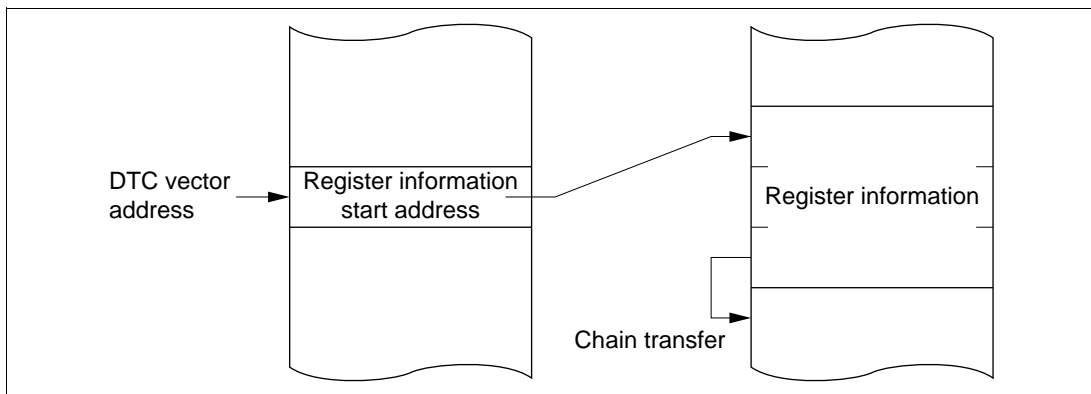 DTC vector
address
Register information
start address
Register information
Chain transfer